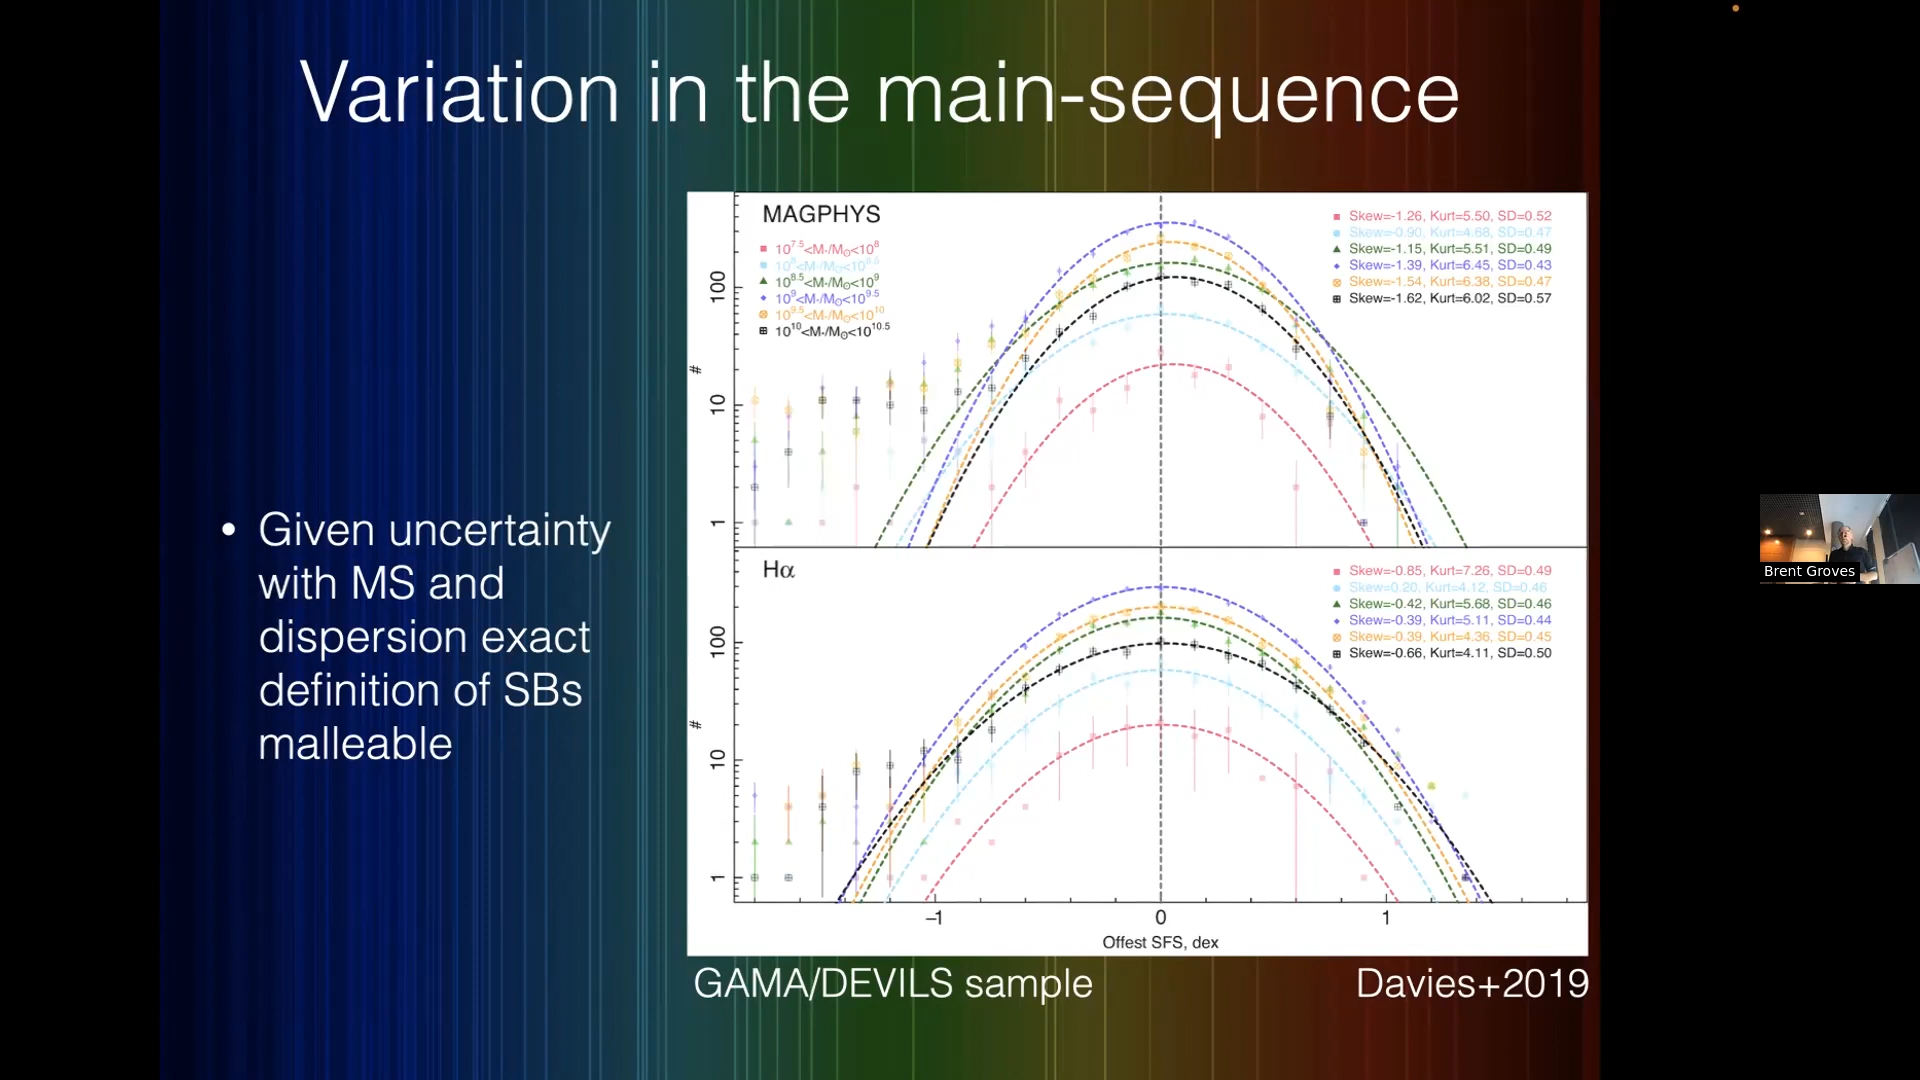 Variation in the main-sequence
• Given uncertainty
with MS and
dispersion exact
definition of SBs
malleable
MAGPHYS
10^7.5<M*/M⊙<10^8
10^8<M*/M⊙<10^8.5
10^8.5<M*/M⊙<10^9
10^9<M*/M⊙<10^9.5
10^9.5<M*/M⊙<10^10
10^10<M*/M⊙<10^10.5
Skew=-1.26, Kurt=5.50, SD=0.52
Skew=-0.90, Kurt=4.68, SD=0.47
Skew=-1.15, Kurt=5.51, SD=0.49
Skew=-1.39, Kurt=6.45, SD=0.43
Skew=-1.54, Kurt=6.38, SD=0.47
Skew=-1.62, Kurt=6.02, SD=0.57
100
10
1
#
Hα
Skew=-0.85, Kurt=7.26, SD=0.49
Skew=0.20, Kurt=4.12, SD=0.46
Skew=-0.42, Kurt=5.68, SD=0.46
Skew=-0.39, Kurt=5.11, SD=0.44
Skew=-0.39, Kurt=4.36, SD=0.45
Skew=-0.66, Kurt=4.11, SD=0.50
100
10
1
#
−1 0 1
Offest SFS, dex
GAMA/DEVILS sample
Davies+2019
Brent Groves